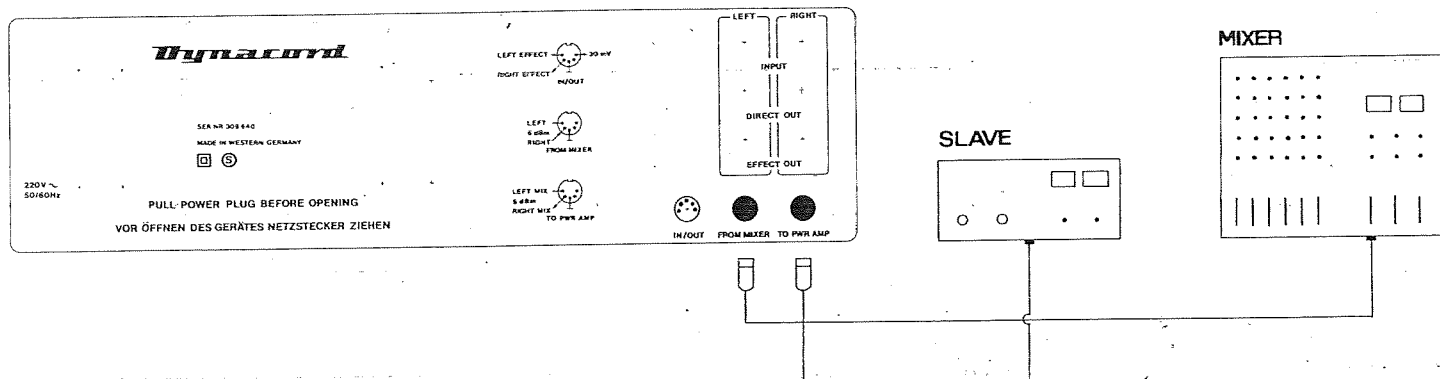 Dynacord
SER NR 309 640
MADE IN WESTERN GERMANY
220V ~
50/60Hz
PULL POWER PLUG BEFORE OPENING
VOR ÖFFNEN DES GERÄTES NETZSTECKER ZIEHEN
LEFT EFFECT
30 mV
RIGHT EFFECT
IN/OUT
LEFT
6 dBm
RIGHT
FROM MIXER
LEFT MIX
6 dBm
RIGHT MIX
TO PWR AMP
LEFT
RIGHT
INPUT
DIRECT OUT
EFFECT OUT
IN/OUT
FROM MIXER
TO PWR AMP
SLAVE
MIXER